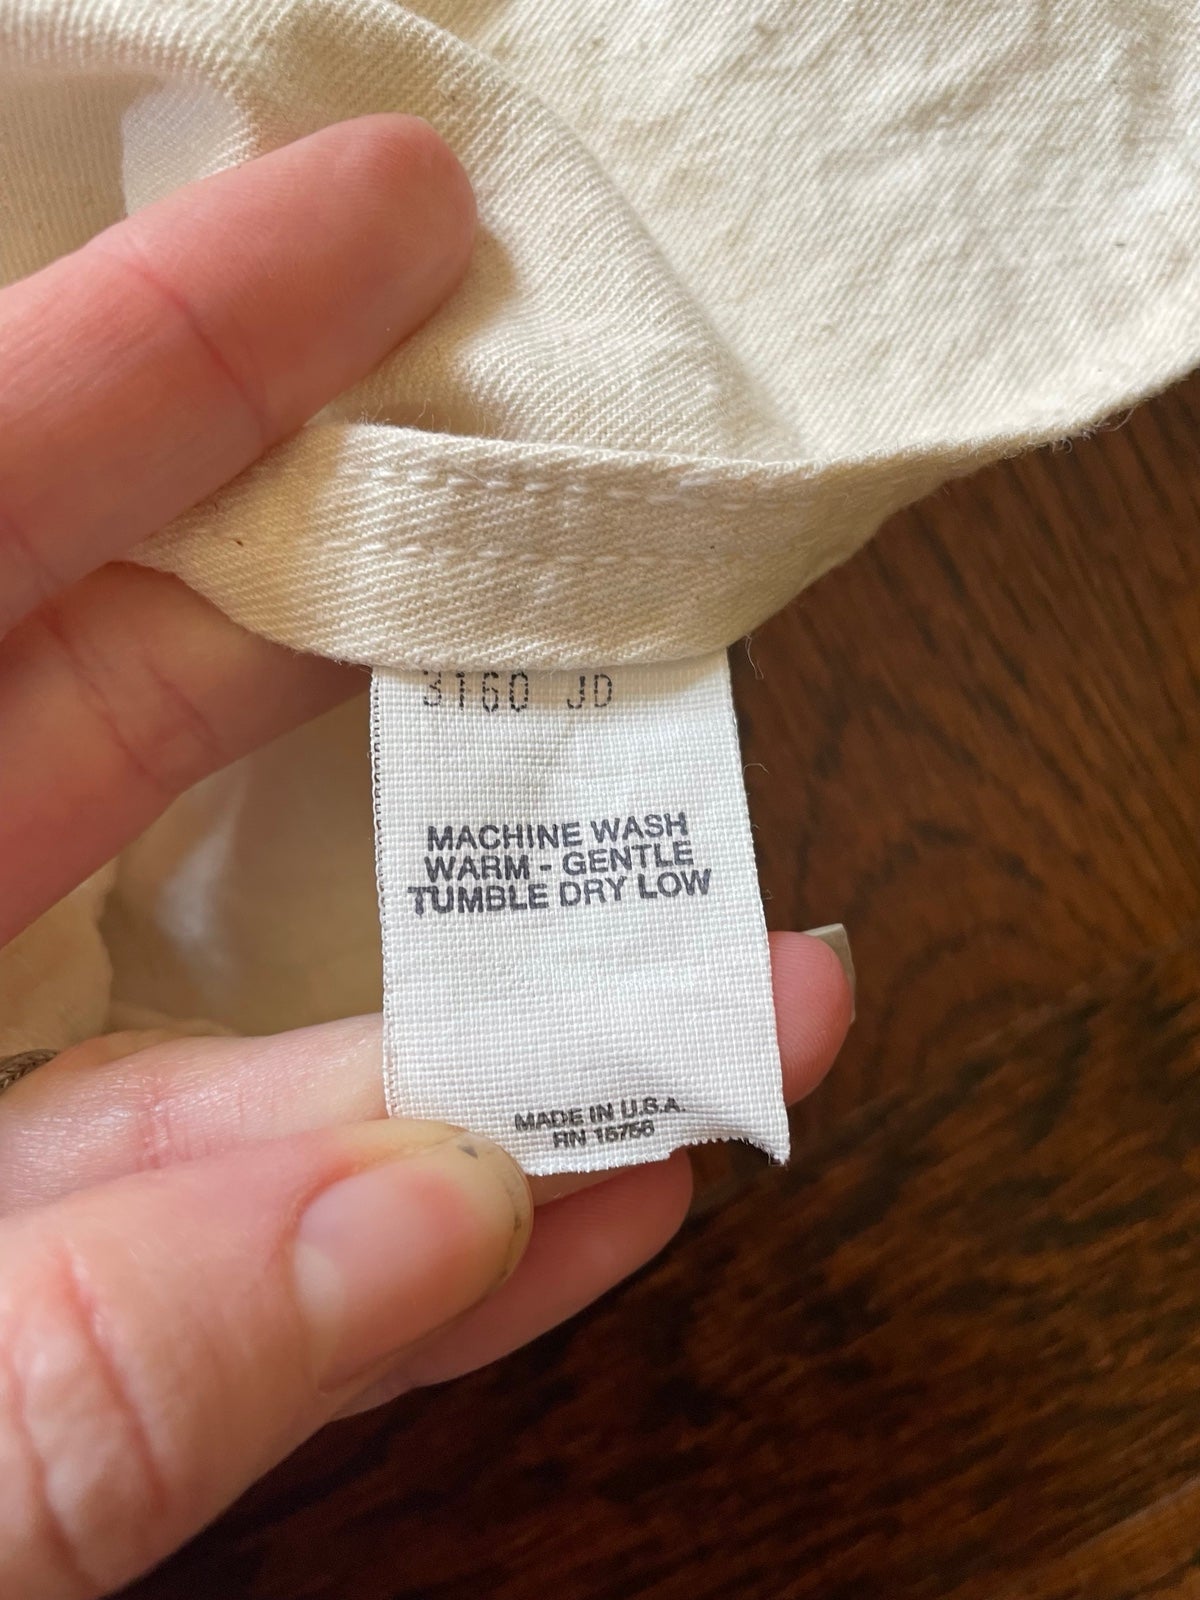 3160 JD
MACHINE WASH
WARM - GENTLE
TUMBLE DRY LOW
MADE IN U.S.A.
RN 15756